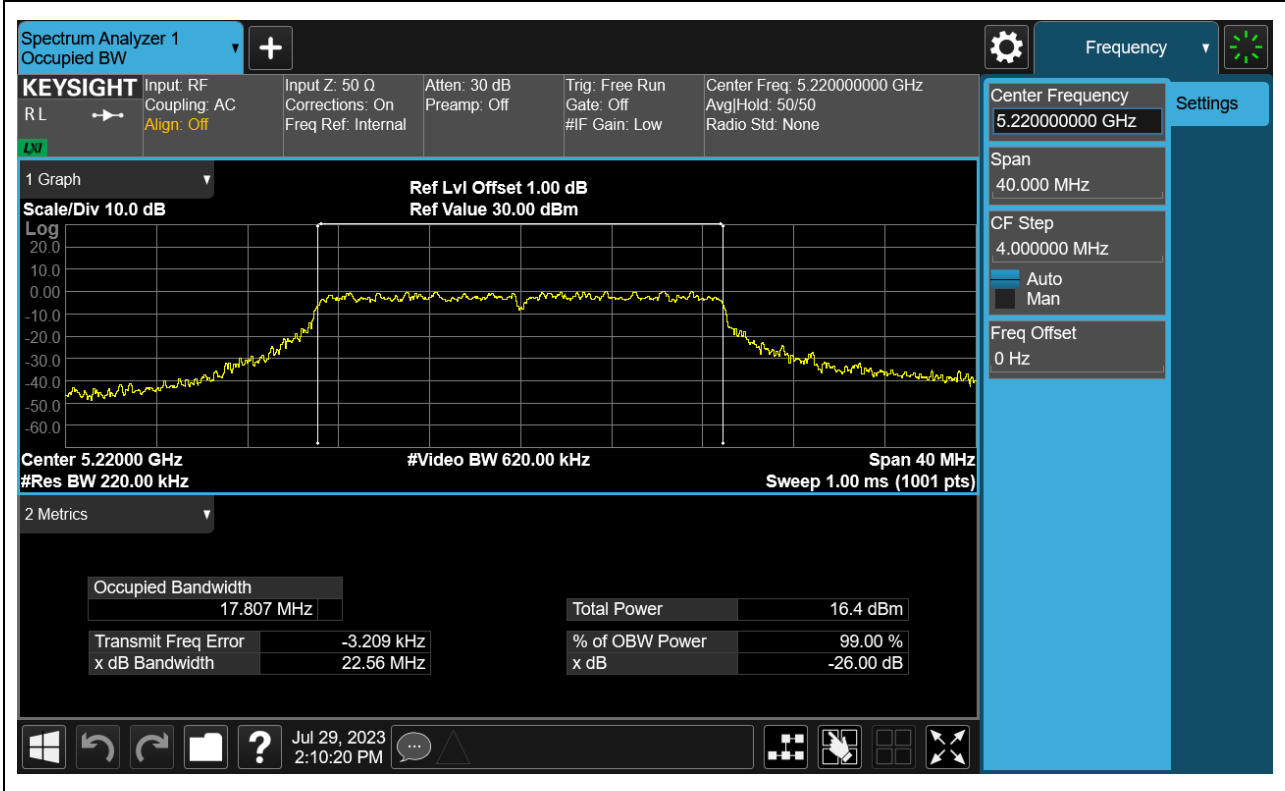 Spectrum Analyzer 1
Occupied BW
Frequency
KEYSIGHT
R L
LXI
Input: RF
Coupling: AC
Align: Off
Input Z: 50 Ω
Corrections: On
Freq Ref: Internal
Atten: 30 dB
Preamp: Off
Trig: Free Run
Gate: Off
#IF Gain: Low
Center Freq: 5.220000000 GHz
Avg|Hold: 50/50
Radio Std: None
Center Frequency
5.220000000 GHz
Settings
Span
40.000 MHz
CF Step
4.000000 MHz
Auto
Man
Freq Offset
0 Hz
1 Graph
Scale/Div 10.0 dB
Ref Lvl Offset 1.00 dB
Ref Value 30.00 dBm
Log
20.0
10.0
0.00
-10.0
-20.0
-30.0
-40.0
-50.0
-60.0
Center 5.22000 GHz
#Video BW 620.00 kHz
Span 40 MHz
#Res BW 220.00 kHz
Sweep 1.00 ms (1001 pts)
2 Metrics
Occupied Bandwidth
17.807 MHz
Total Power 16.4 dBm
Transmit Freq Error -3.209 kHz
% of OBW Power 99.00 %
x dB Bandwidth 22.56 MHz
x dB -26.00 dB
?
Jul 29, 2023
2:10:20 PM